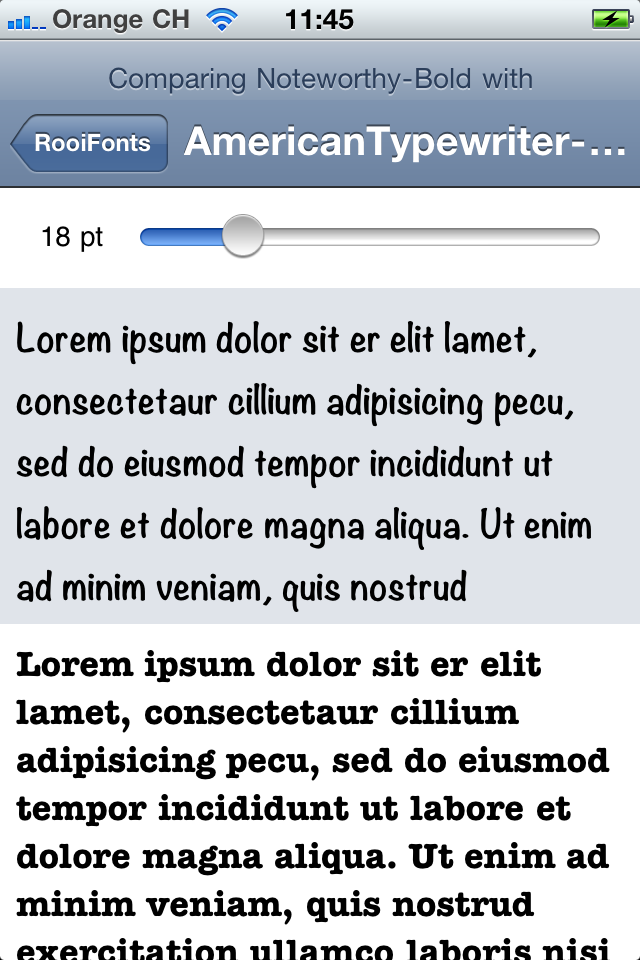 Orange CH 11:45
Comparing Noteworthy-Bold with
RooiFonts AmericanTypewriter-...
18 pt
Lorem ipsum dolor sit er elit lamet,
consectetaur cillium adipisicing pecu,
sed do eiusmod tempor incididunt ut
labore et dolore magna aliqua. Ut enim
ad minim veniam, quis nostrud
Lorem ipsum dolor sit er elit
lamet, consectetaur cillium
adipisicing pecu, sed do eiusmod
tempor incididunt ut labore et
dolore magna aliqua. Ut enim ad
minim veniam, quis nostrud
exercitation ullamco laboris nisi